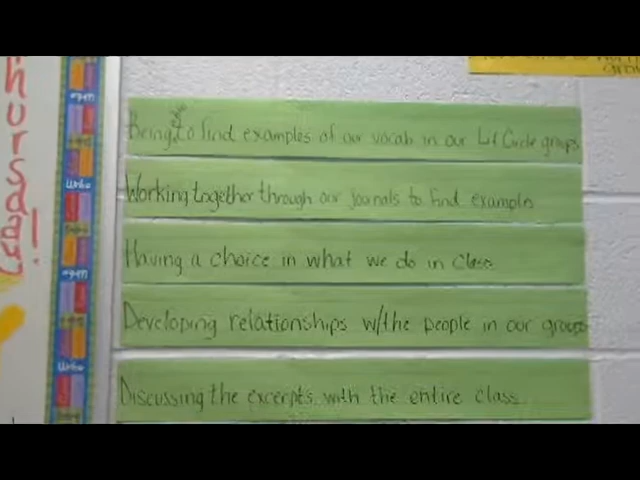 Thursday!
Being able to find examples of our vocab in our Lit Circle groups
Working together through our journals to find examples
Having a choice in what we do in class
Developing relationships w/the people in our groups
Discussing the excerpts with the entire class